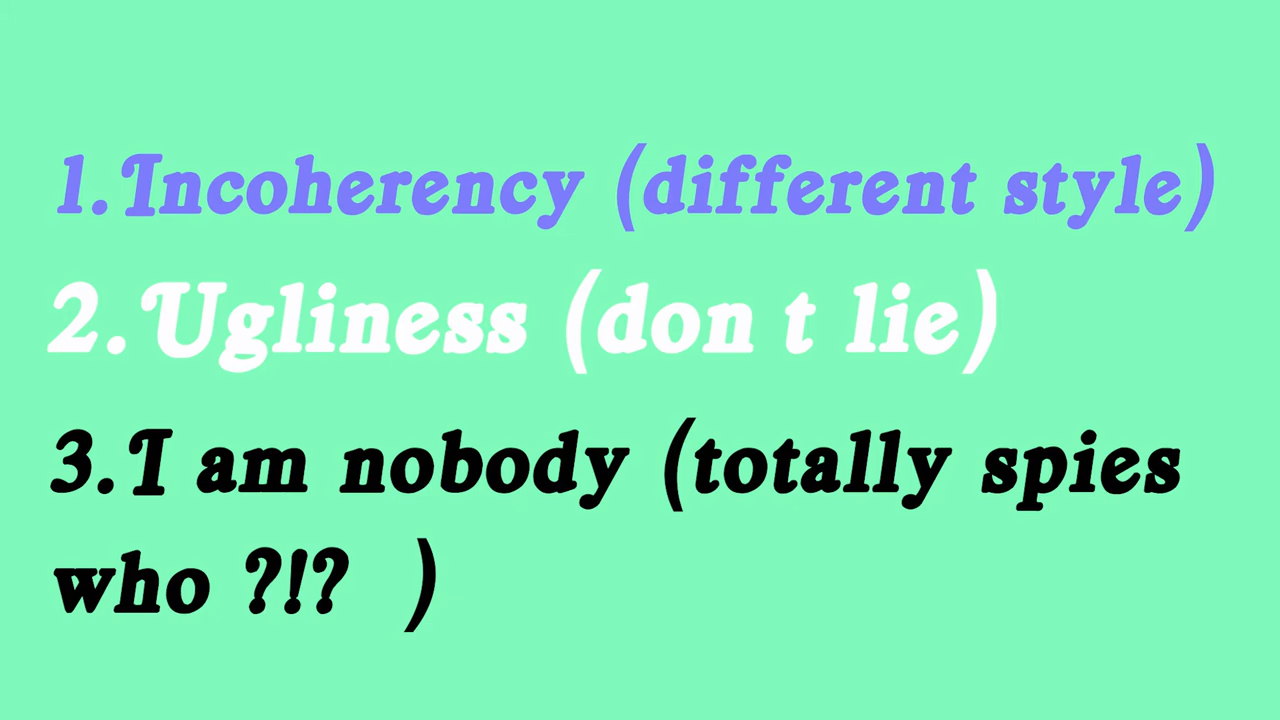 1.Incoherency (different style)
2.Ugliness (don t lie)
3.I am nobody (totally spies
who ?!? )